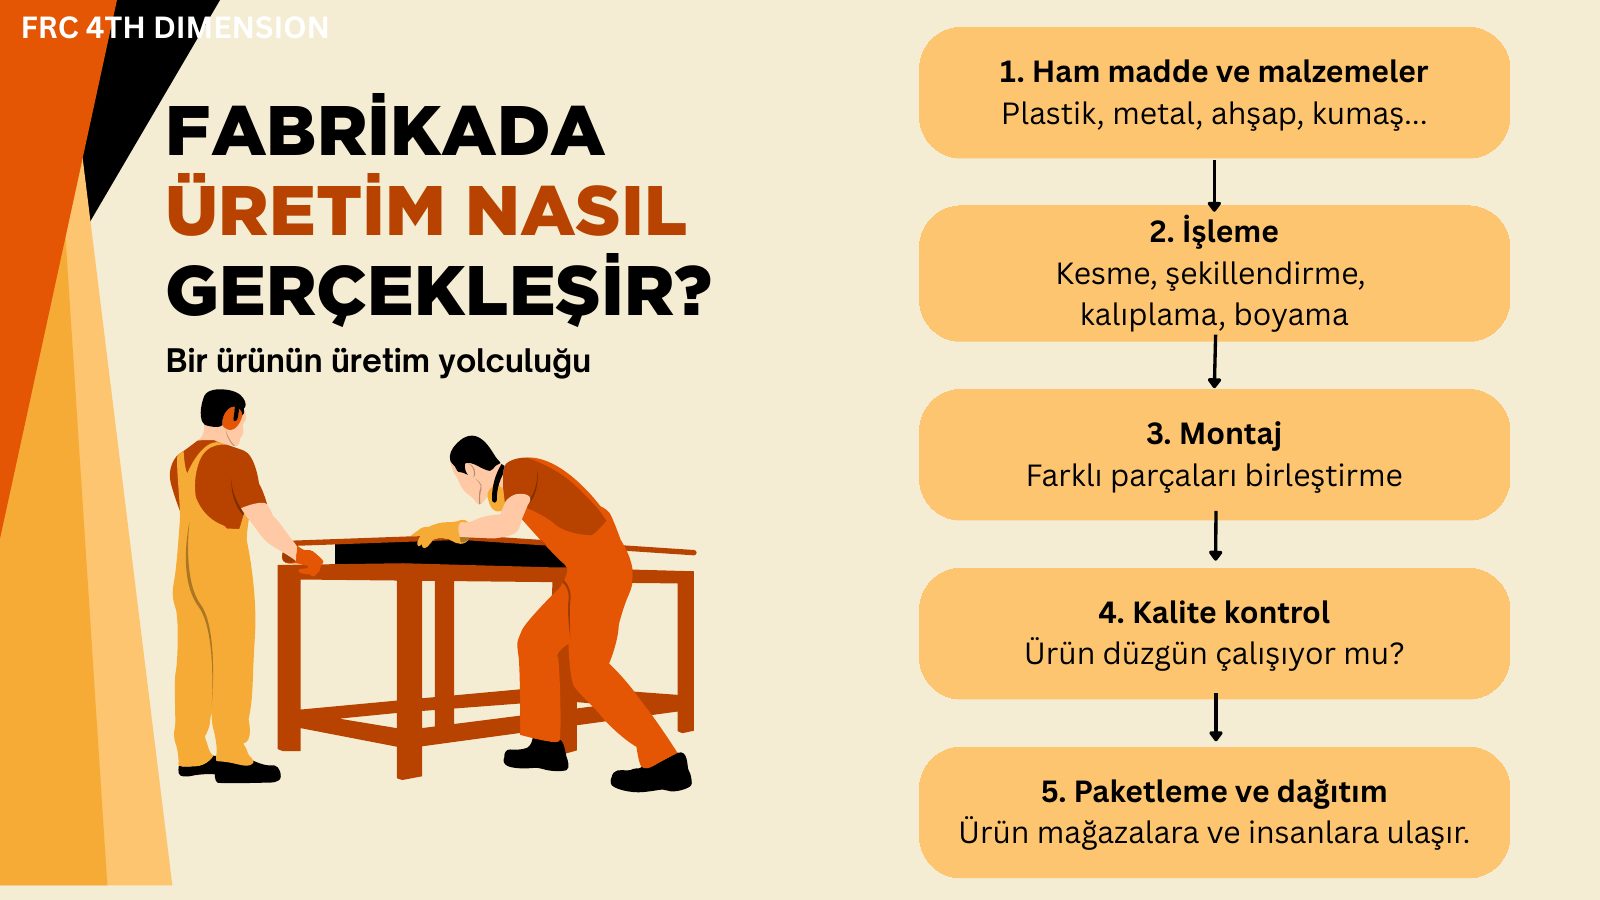 FRC 4TH DIMENSION
FABRİKADA
ÜRETİM NASIL
GERÇEKLEŞİR?
Bir ürünün üretim yolculuğu
1. Ham madde ve malzemeler
Plastik, metal, ahşap, kumaş...
2. İşleme
Kesme, şekillendirme,
kalıplama, boyama
3. Montaj
Farklı parçaları birleştirme
4. Kalite kontrol
Ürün düzgün çalışıyor mu?
5. Paketleme ve dağıtım
Ürün mağazalara ve insanlara ulaşır.